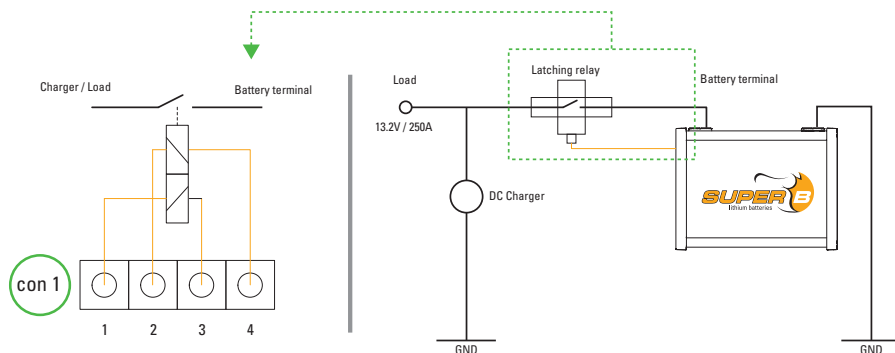 Charger / Load
Battery terminal
con 1
1
2
3
4
Load
13.2V / 250A
Latching relay
Battery terminal
DC Charger
SUPER B
lithium batteries
GND
GND